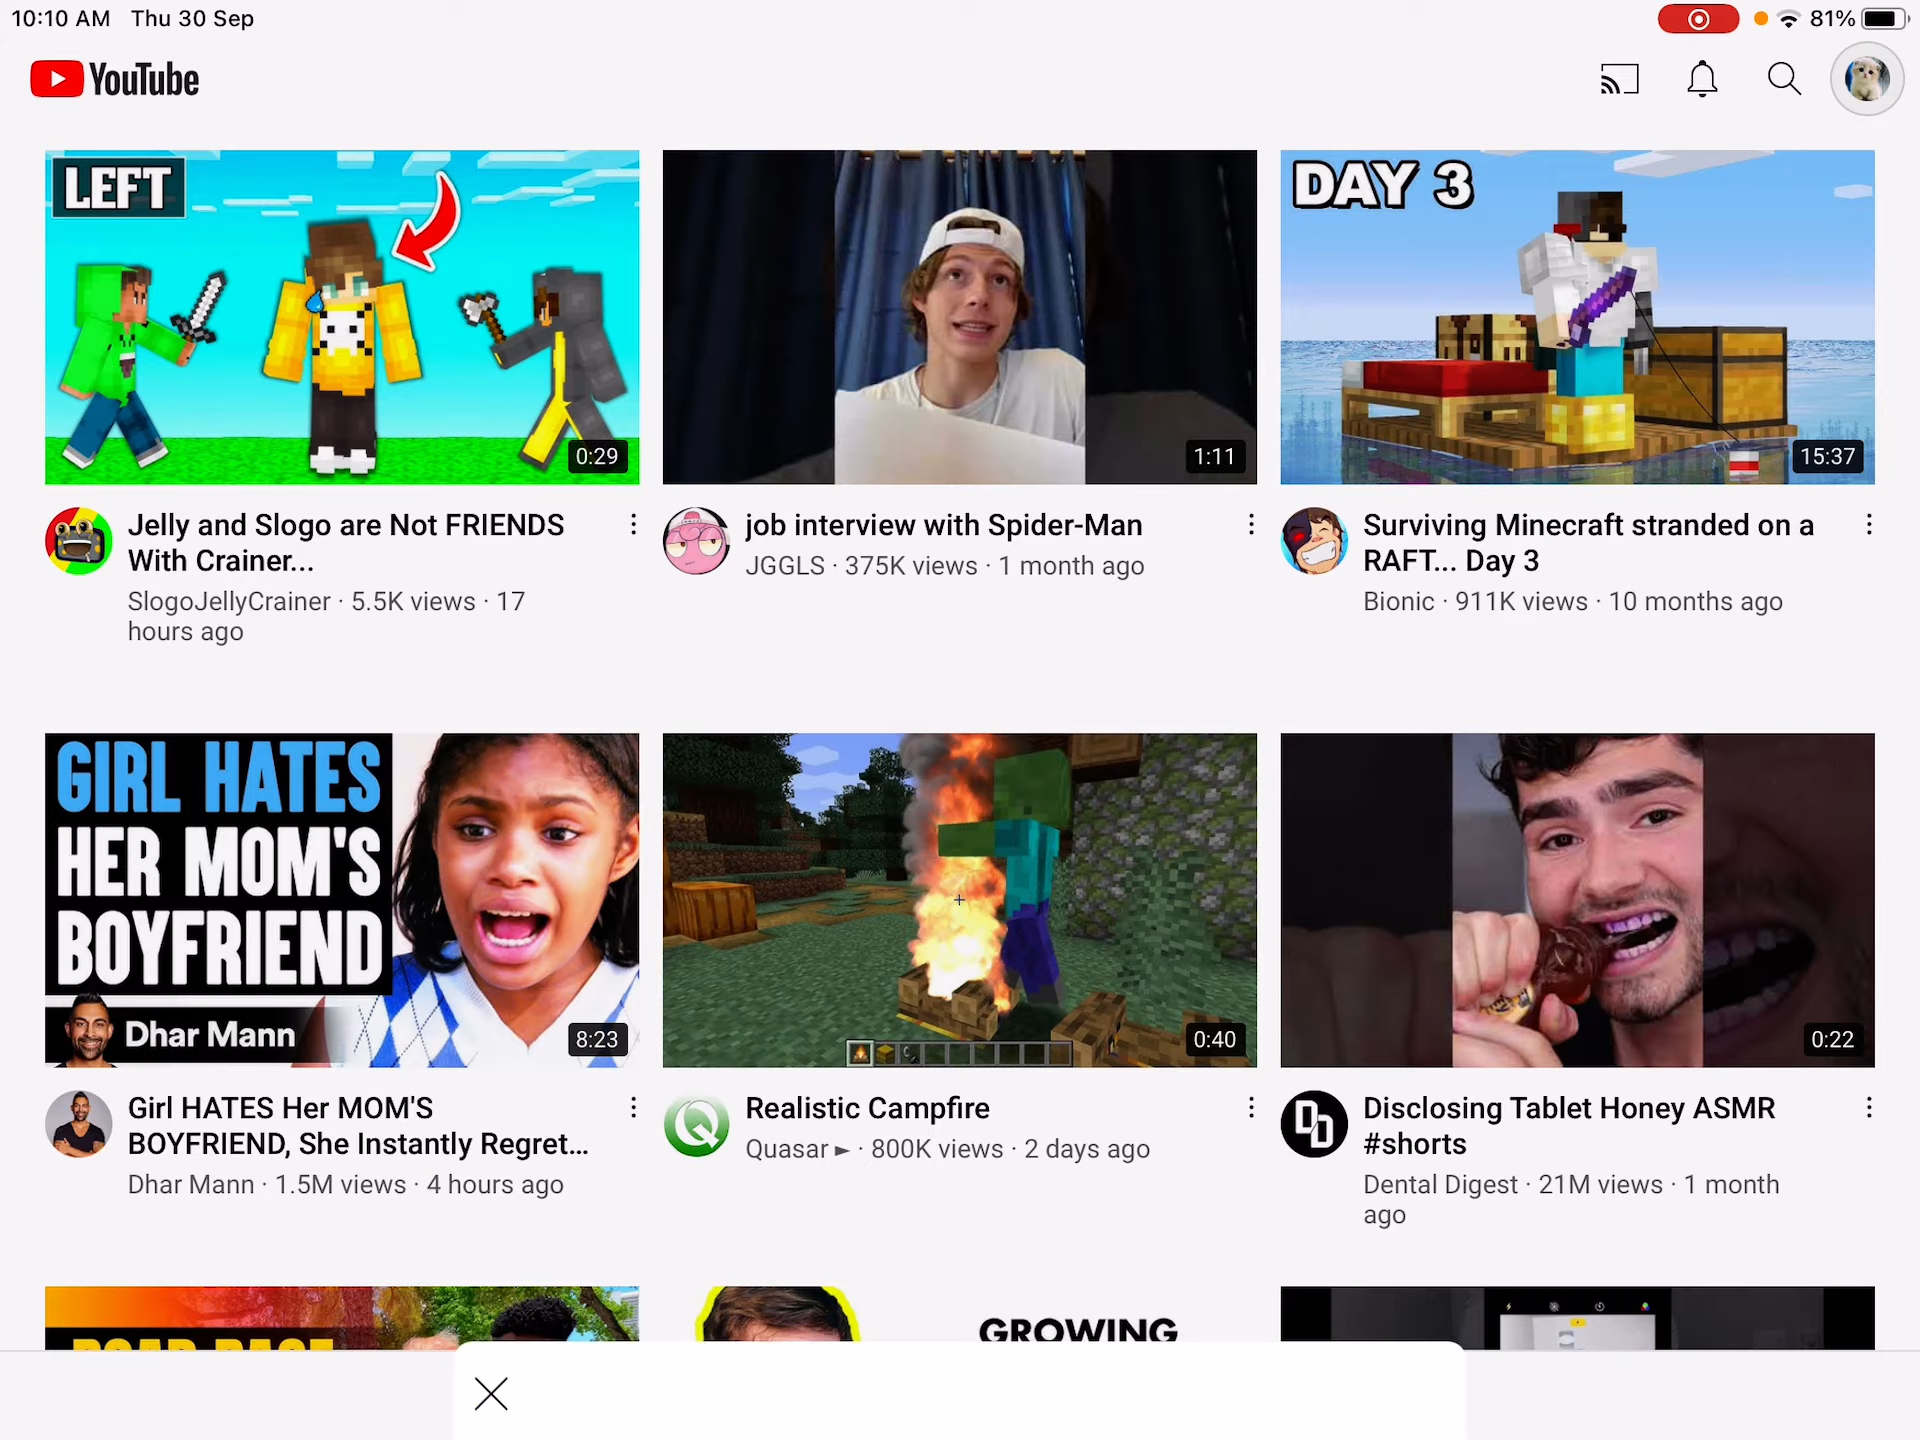 10:10 AM Thu 30 Sep
81%
YouTube
LEFT
0:29
1:11
DAY 3
15:37
Jelly and Slogo are Not FRIENDS
With Crainer...
SlogoJellyCrainer · 5.5K views · 17
hours ago
job interview with Spider-Man
JGGLS · 375K views · 1 month ago
Surviving Minecraft stranded on a
RAFT... Day 3
Bionic · 911K views · 10 months ago
GIRL HATES
HER MOM'S
BOYFRIEND
Dhar Mann
8:23
0:40
0:22
Girl HATES Her MOM'S
BOYFRIEND, She Instantly Regret...
Dhar Mann · 1.5M views · 4 hours ago
Realistic Campfire
Quasar ► · 800K views · 2 days ago
Disclosing Tablet Honey ASMR
#shorts
Dental Digest · 21M views · 1 month
ago
ROAD RAGE
GROWING